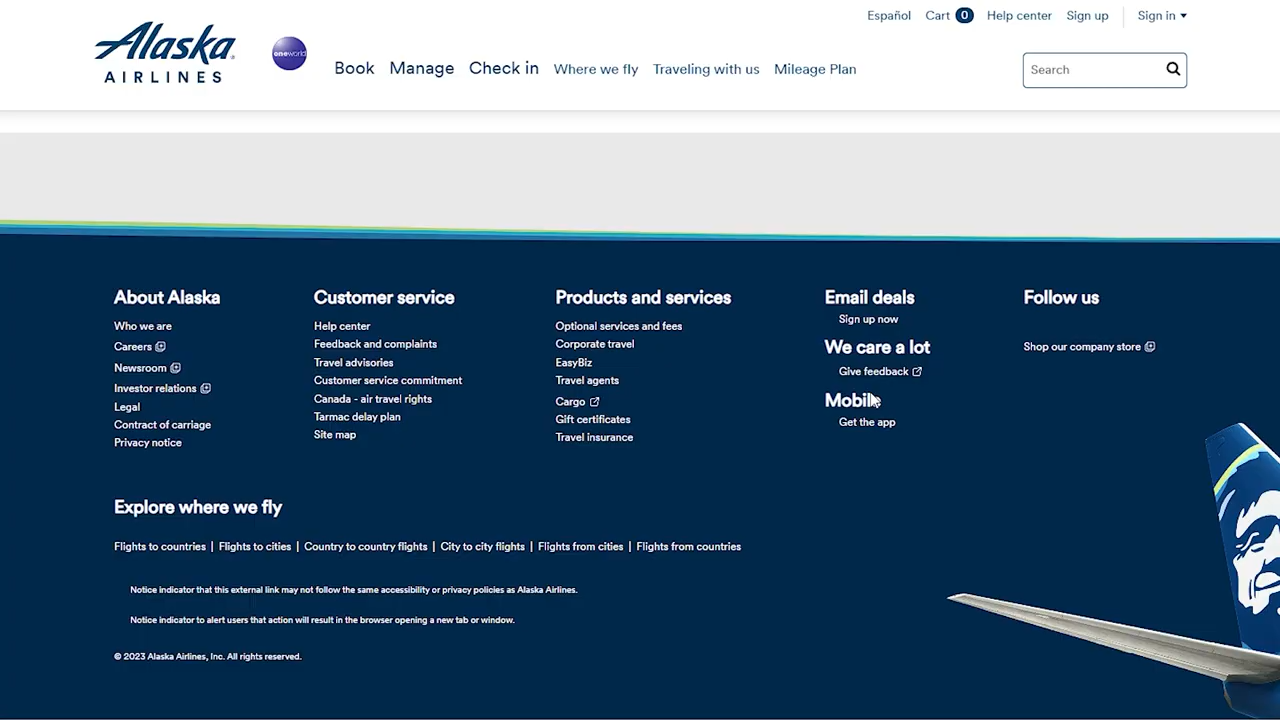 Español Cart 0 Help center Sign up Sign in
Alaska
AIRLINES
oneworld
Book Manage Check in Where we fly Traveling with us Mileage Plan
Search
About Alaska
Who we are
Careers
Newsroom
Investor relations
Legal
Contract of carriage
Privacy notice
Customer service
Help center
Feedback and complaints
Travel advisories
Customer service commitment
Canada - air travel rights
Tarmac delay plan
Site map
Products and services
Optional services and fees
Corporate travel
EasyBiz
Travel agents
Cargo
Gift certificates
Travel insurance
Email deals
Sign up now
We care a lot
Give feedback
Mobile
Get the app
Follow us
Shop our company store
Explore where we fly
Flights to countries | Flights to cities | Country to country flights | City to city flights | Flights from cities | Flights from countries
Notice indicator that this external link may not follow the same accessibility or privacy policies as Alaska Airlines.
Notice indicator to alert users that action will result in the browser opening a new tab or window.
© 2023 Alaska Airlines, Inc. All rights reserved.